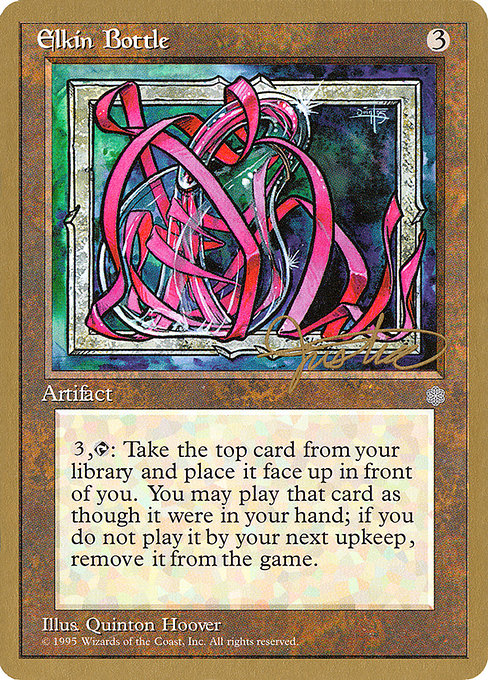 Elkin Bottle 3
Artifact
3, T: Take the top card from your
library and place it face up in front
of you. You may play that card as
though it were in your hand; if you
do not play it by your next upkeep,
remove it from the game.
Illus. Quinton Hoover
© 1995 Wizards of the Coast, Inc. All rights reserved.